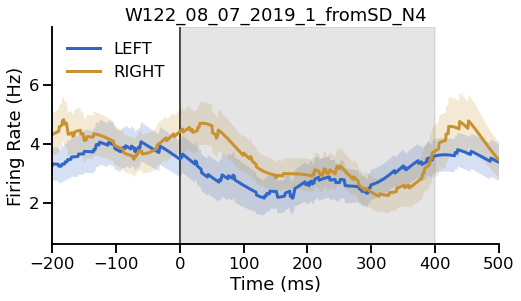 W122_08_07_2019_1_fromSD_N4
LEFT
RIGHT
6
4
2
Firing Rate (Hz)
−200 −100 0 100 200 300 400 500
Time (ms)